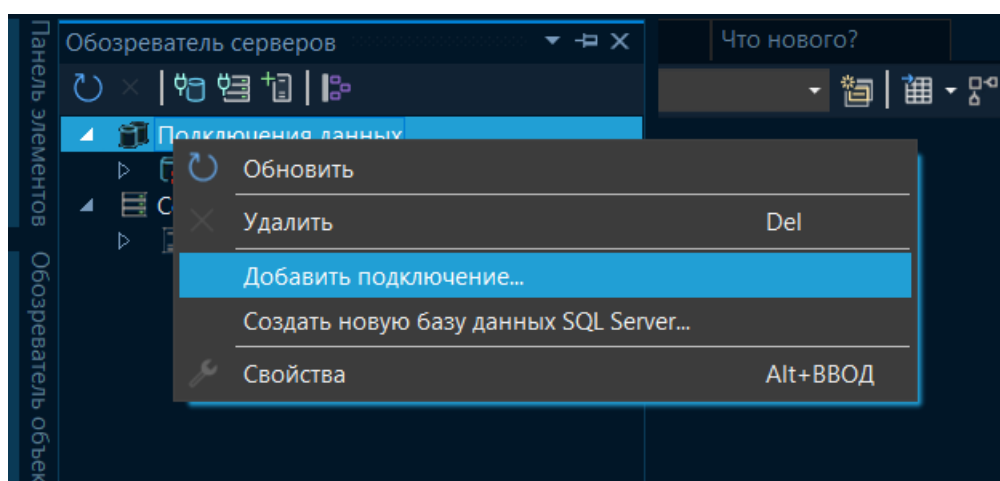 Панель элементов
Обозреватель объек
Обозреватель серверов
Что нового?
Подключения данных
Обновить
Удалить Del
Добавить подключение...
Создать новую базу данных SQL Server...
Свойства Alt+ВВОД